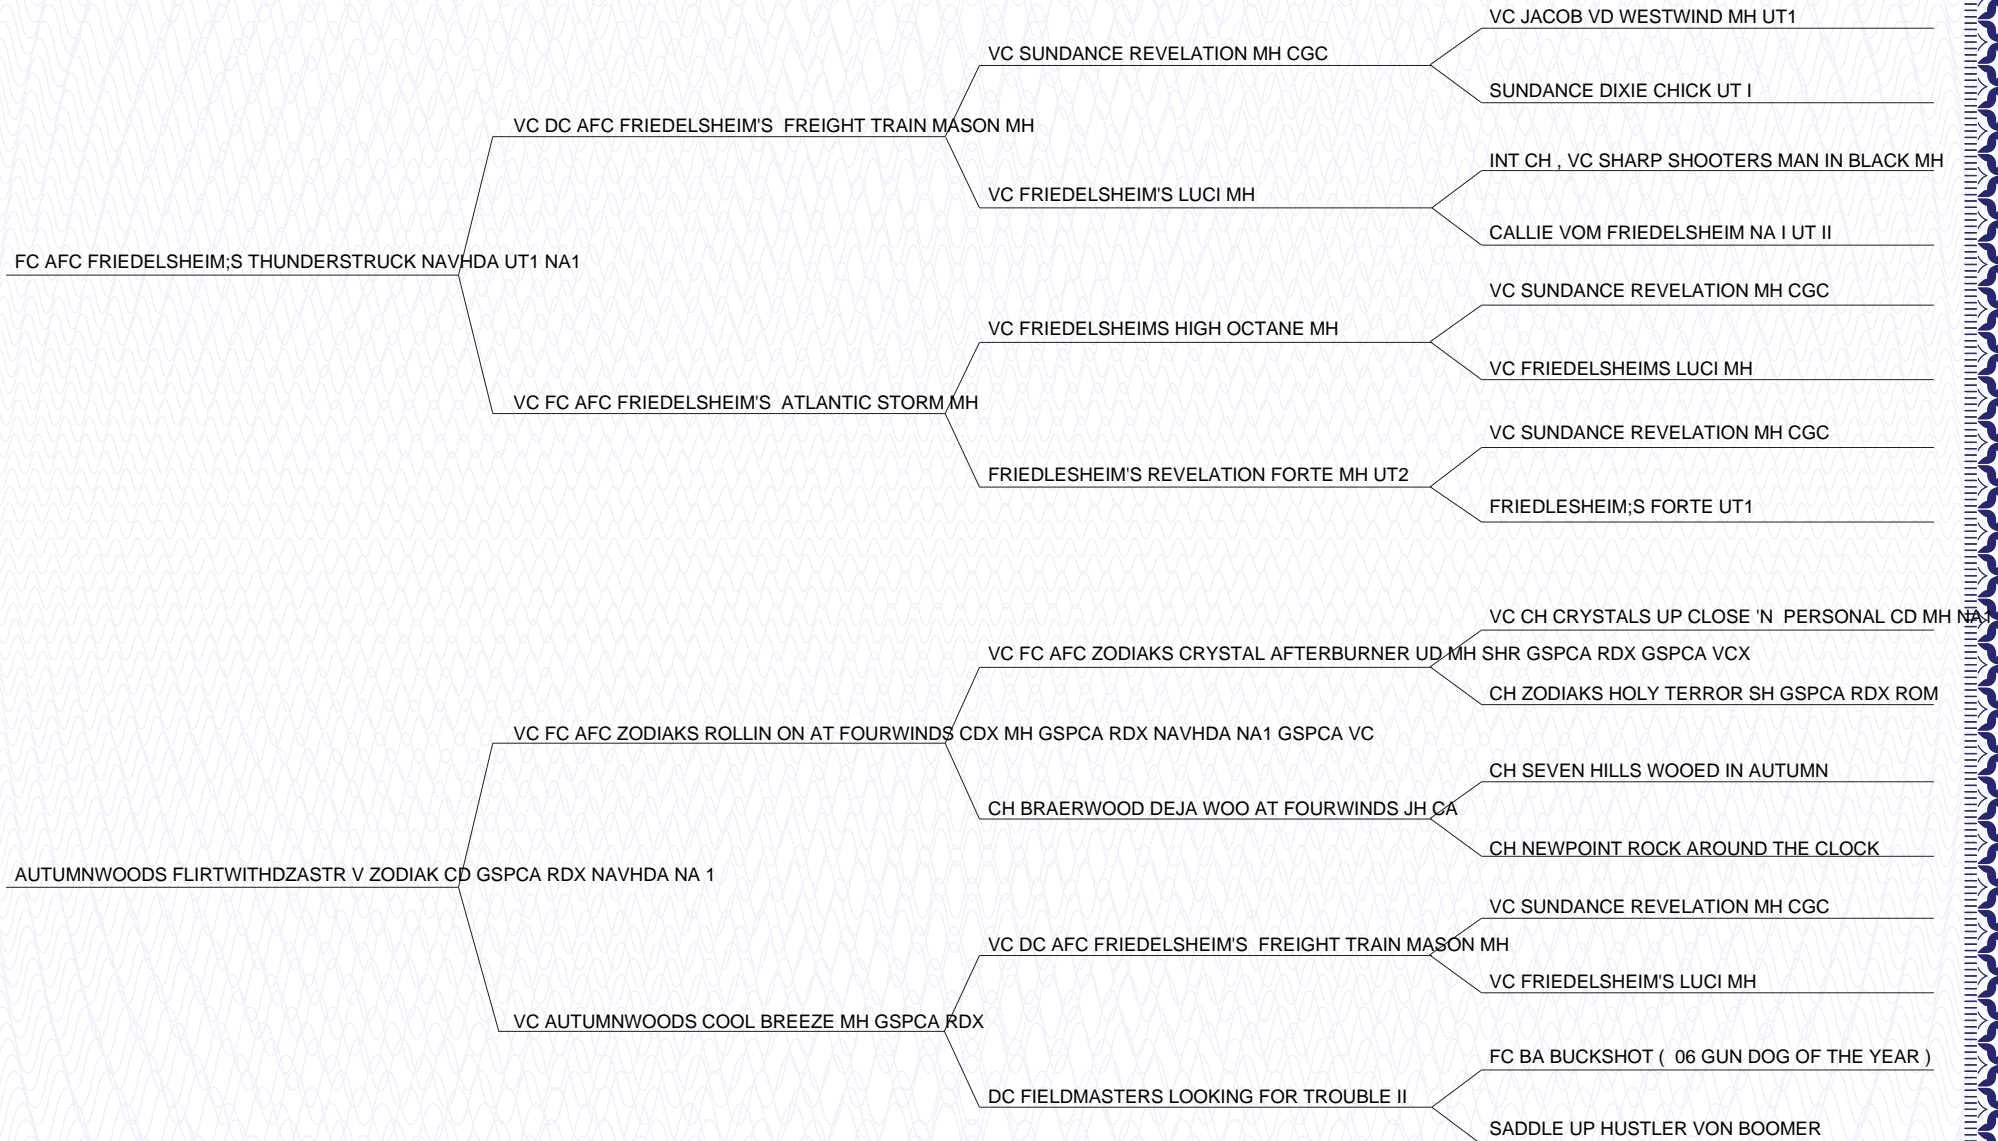 VC JACOB VD WESTWIND MH UT1
VC SUNDANCE REVELATION MH CGC
SUNDANCE DIXIE CHICK UT I
VC DC AFC FRIEDELSHEIM'S  FREIGHT TRAIN MASON MH
INT CH , VC SHARP SHOOTERS MAN IN BLACK MH
VC FRIEDELSHEIM'S LUCI MH
CALLIE VOM FRIEDELSHEIM NA I UT II
FC AFC FRIEDELSHEIM;S THUNDERSTRUCK NAVHDA UT1 NA1
VC SUNDANCE REVELATION MH CGC
VC FRIEDELSHEIMS HIGH OCTANE MH
VC FRIEDELSHEIMS LUCI MH
VC FC AFC FRIEDELSHEIM'S  ATLANTIC STORM MH
VC SUNDANCE REVELATION MH CGC
FRIEDLESHEIM'S REVELATION FORTE MH UT2
FRIEDLESHEIM;S FORTE UT1
VC CH CRYSTALS UP CLOSE 'N  PERSONAL CD MH NA1
VC FC AFC ZODIAKS CRYSTAL AFTERBURNER UD MH SHR GSPCA RDX GSPCA VCX
CH ZODIAKS HOLY TERROR SH GSPCA RDX ROM
VC FC AFC ZODIAKS ROLLIN ON AT FOURWINDS CDX MH GSPCA RDX NAVHDA NA1 GSPCA VC
CH SEVEN HILLS WOOED IN AUTUMN
CH BRAERWOOD DEJA WOO AT FOURWINDS JH CA
CH NEWPOINT ROCK AROUND THE CLOCK
AUTUMNWOODS FLIRTWITHDZASTR V ZODIAK CD GSPCA RDX NAVHDA NA 1
VC SUNDANCE REVELATION MH CGC
VC DC AFC FRIEDELSHEIM'S  FREIGHT TRAIN MASON MH
VC FRIEDELSHEIM'S LUCI MH
VC AUTUMNWOODS COOL BREEZE MH GSPCA RDX
FC BA BUCKSHOT (  06 GUN DOG OF THE YEAR )
DC FIELDMASTERS LOOKING FOR TROUBLE II
SADDLE UP HUSTLER VON BOOMER